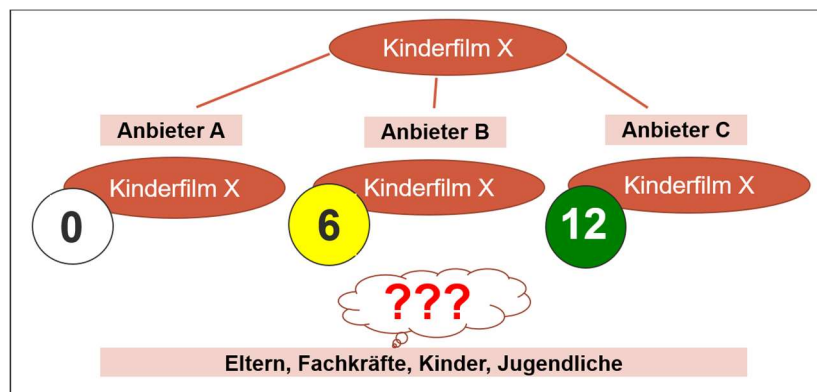 Kinderfilm X
Anbieter A
Anbieter B
Anbieter C
Kinderfilm X
Kinderfilm X
Kinderfilm X
0
6
12
???
Eltern, Fachkräfte, Kinder, Jugendliche